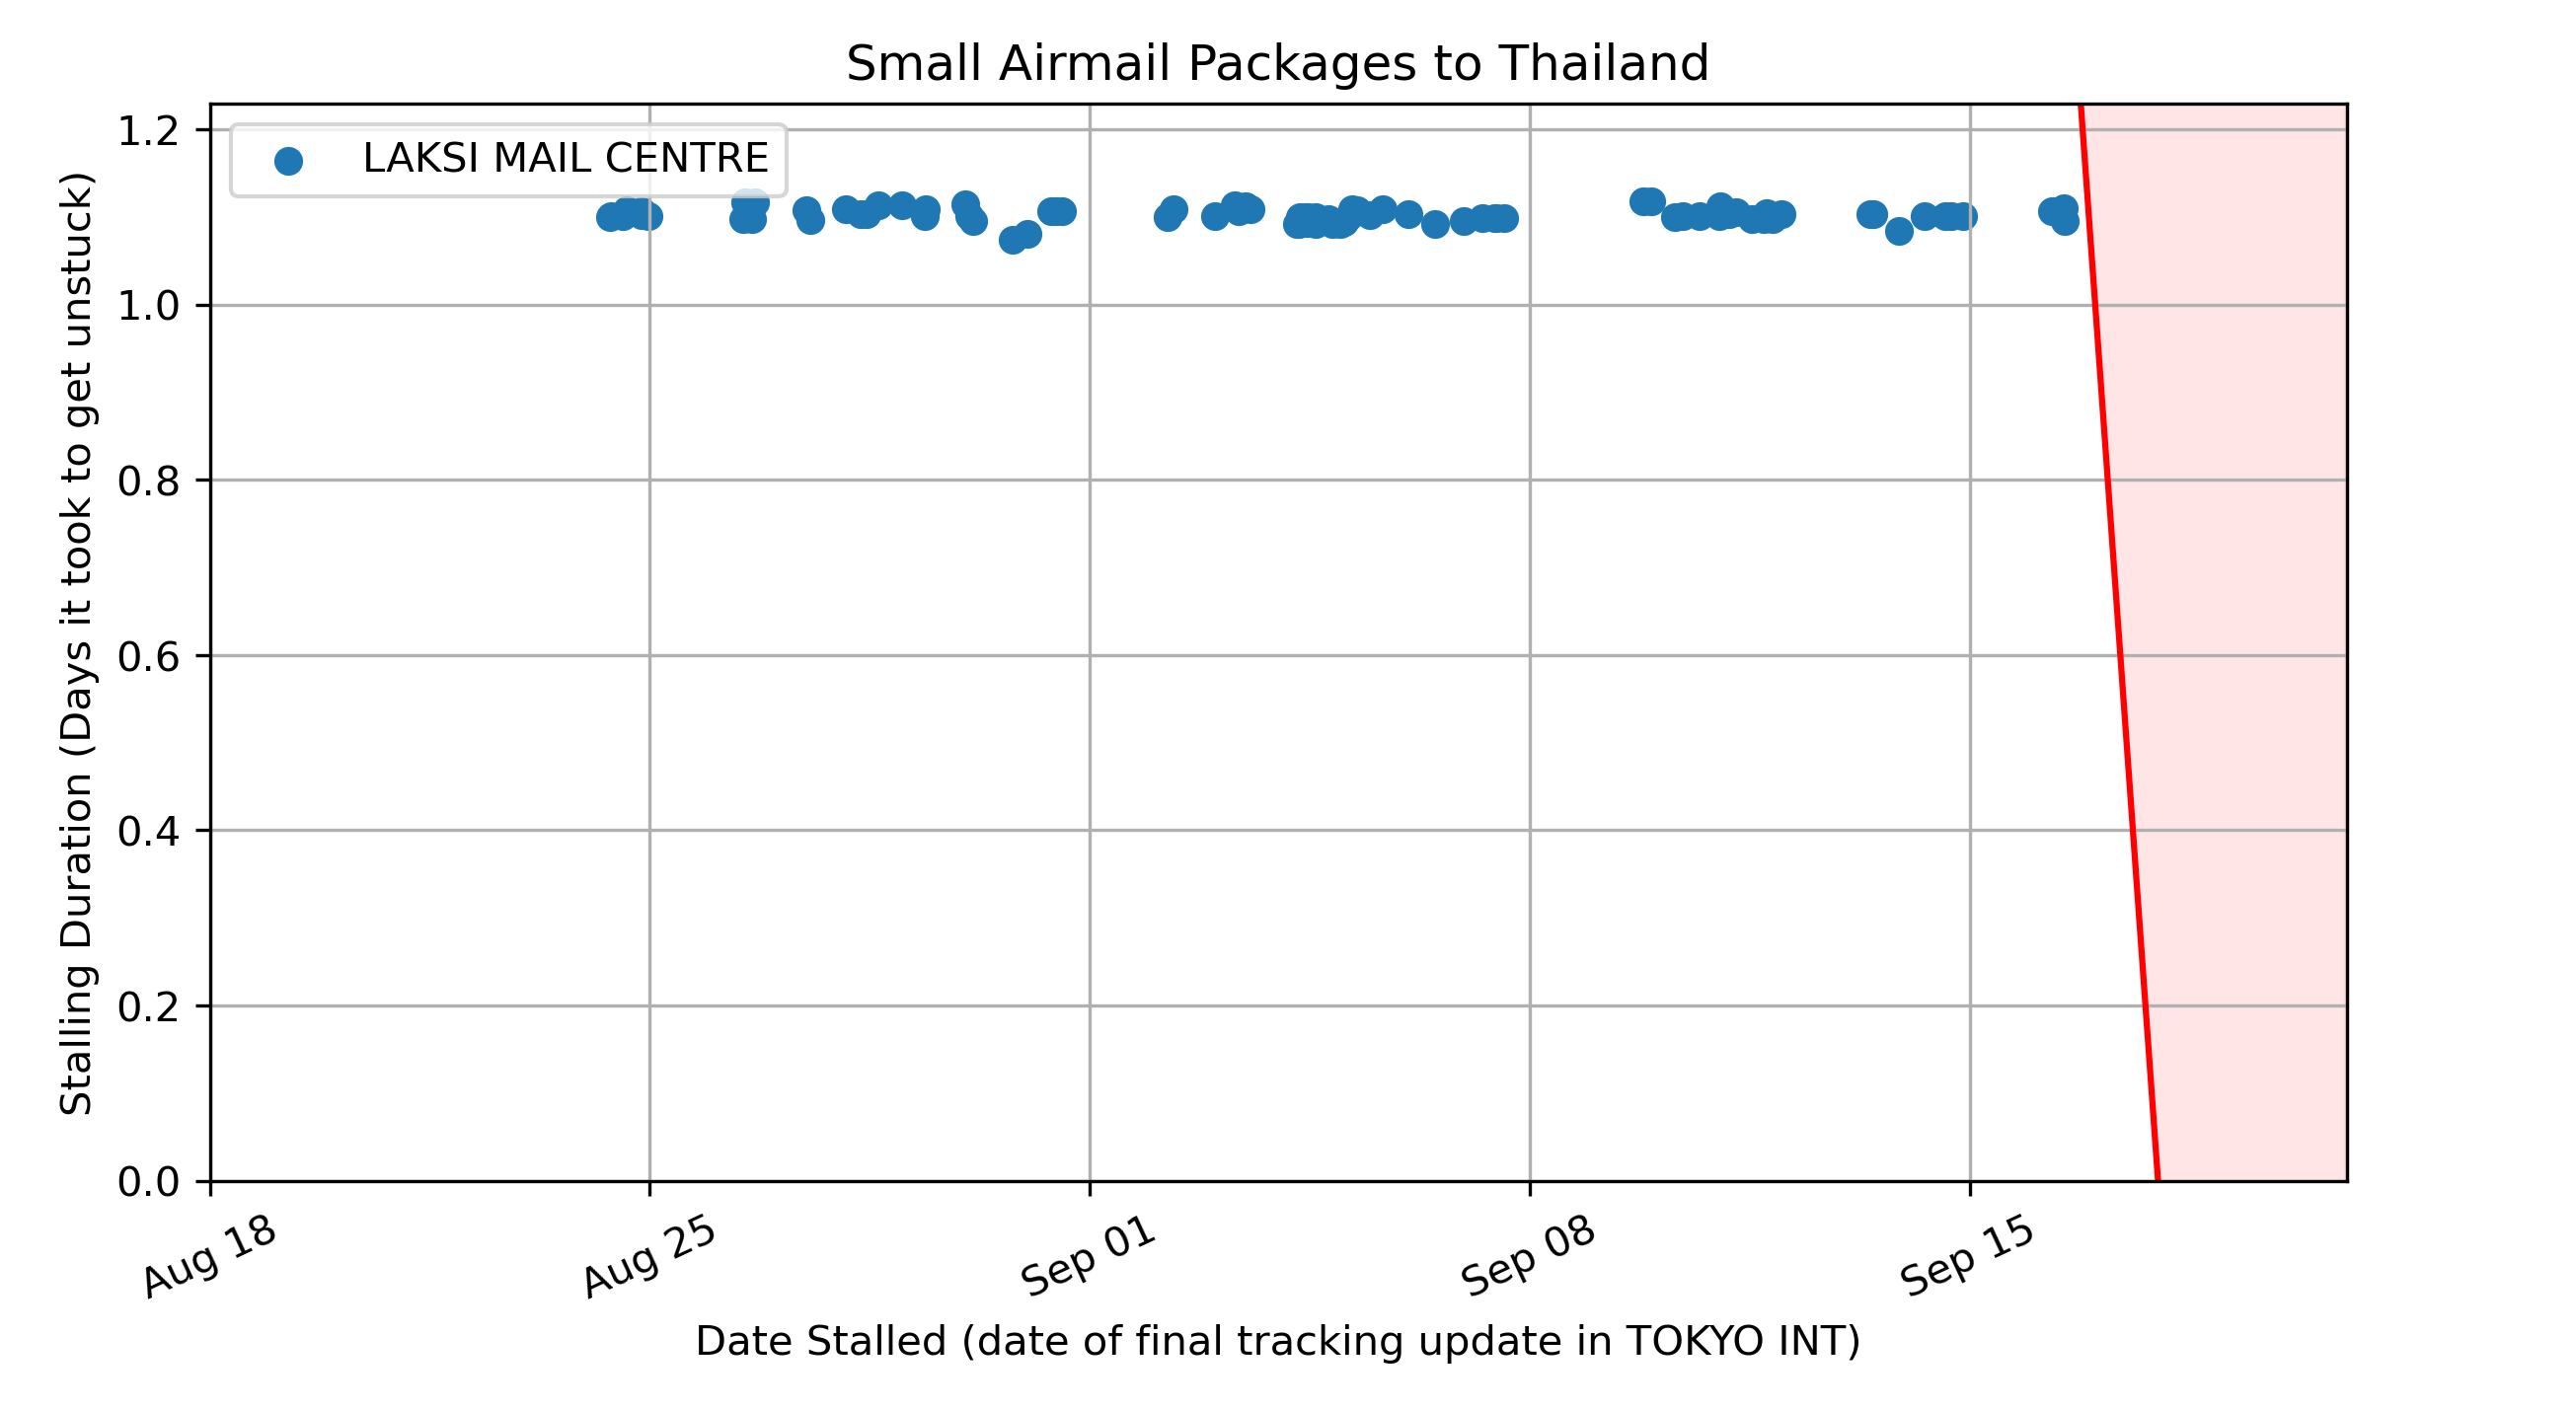 Small Airmail Packages to Thailand
LAKSI MAIL CENTRE
Stalling Duration (Days it took to get unstuck)
1.2
1.0
0.8
0.6
0.4
0.2
0.0
Aug 18
Aug 25
Sep 01
Sep 08
Sep 15
Date Stalled (date of final tracking update in TOKYO INT)